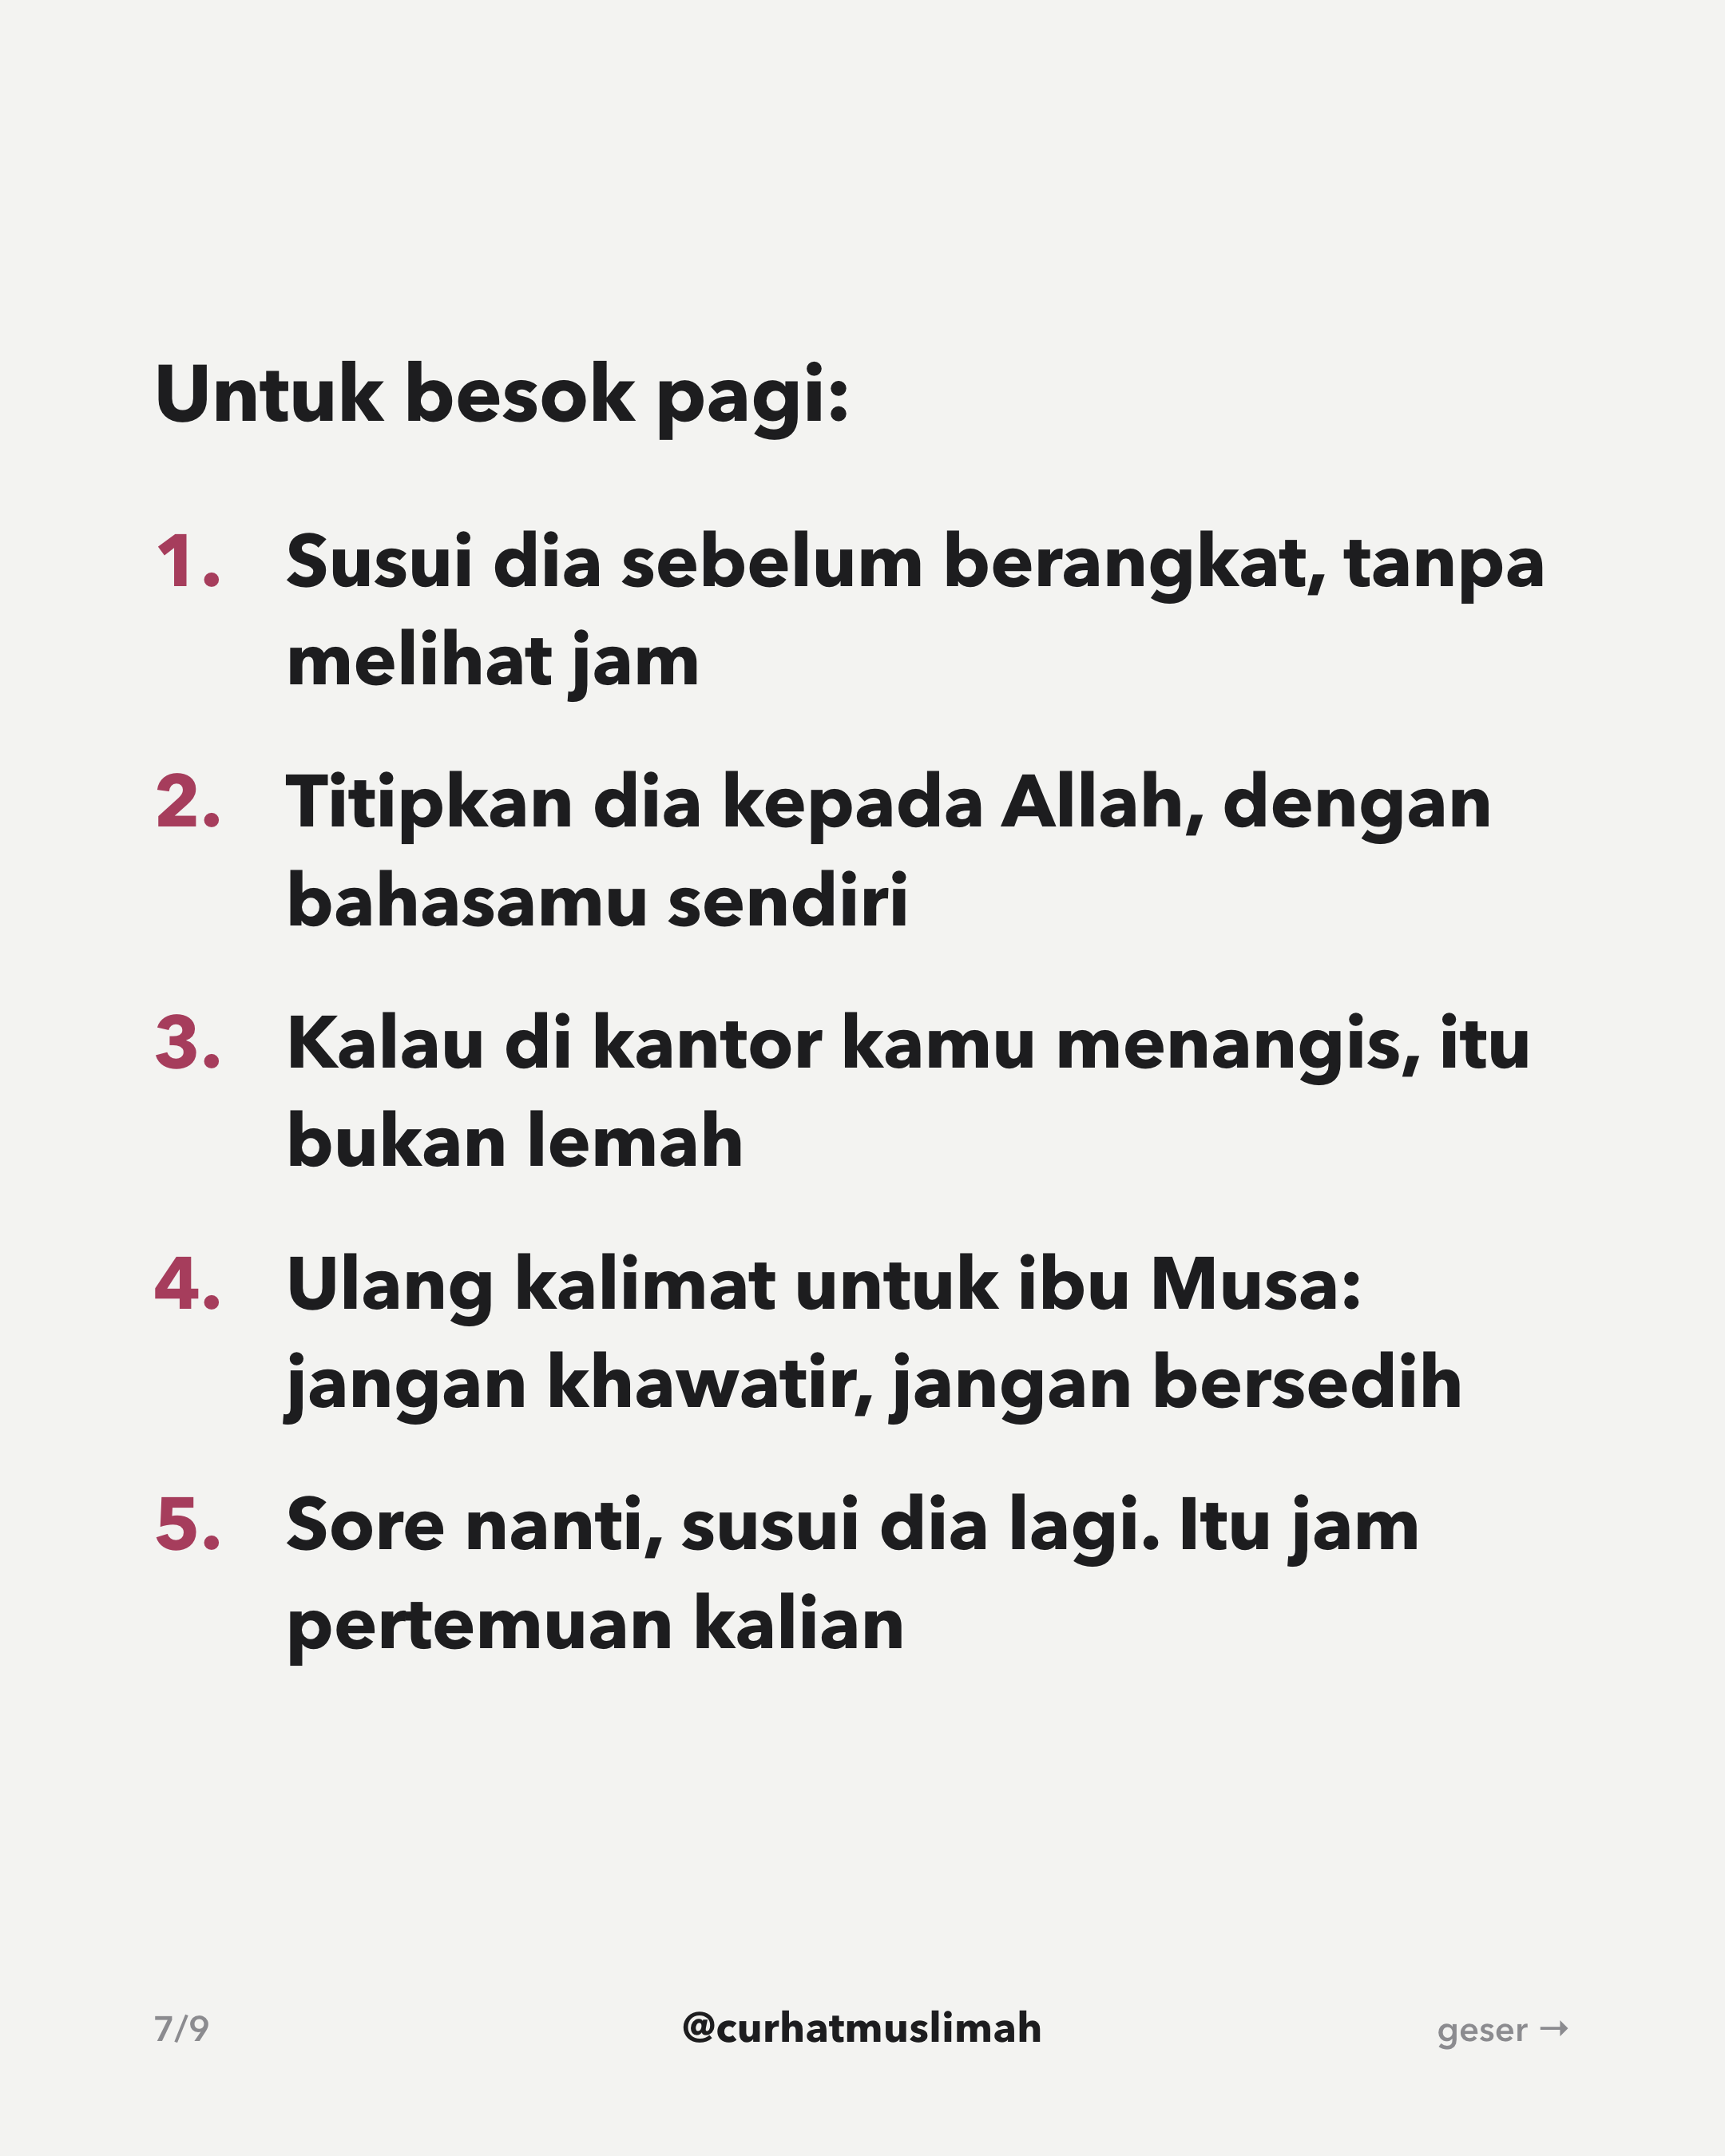 Untuk besok pagi:
1. Susui dia sebelum berangkat, tanpa
melihat jam
2. Titipkan dia kepada Allah, dengan
bahasamu sendiri
3. Kalau di kantor kamu menangis, itu
bukan lemah
4. Ulang kalimat untuk ibu Musa:
jangan khawatir, jangan bersedih
5. Sore nanti, susui dia lagi. Itu jam
pertemuan kalian
7/9
@curhatmuslimah
geser →